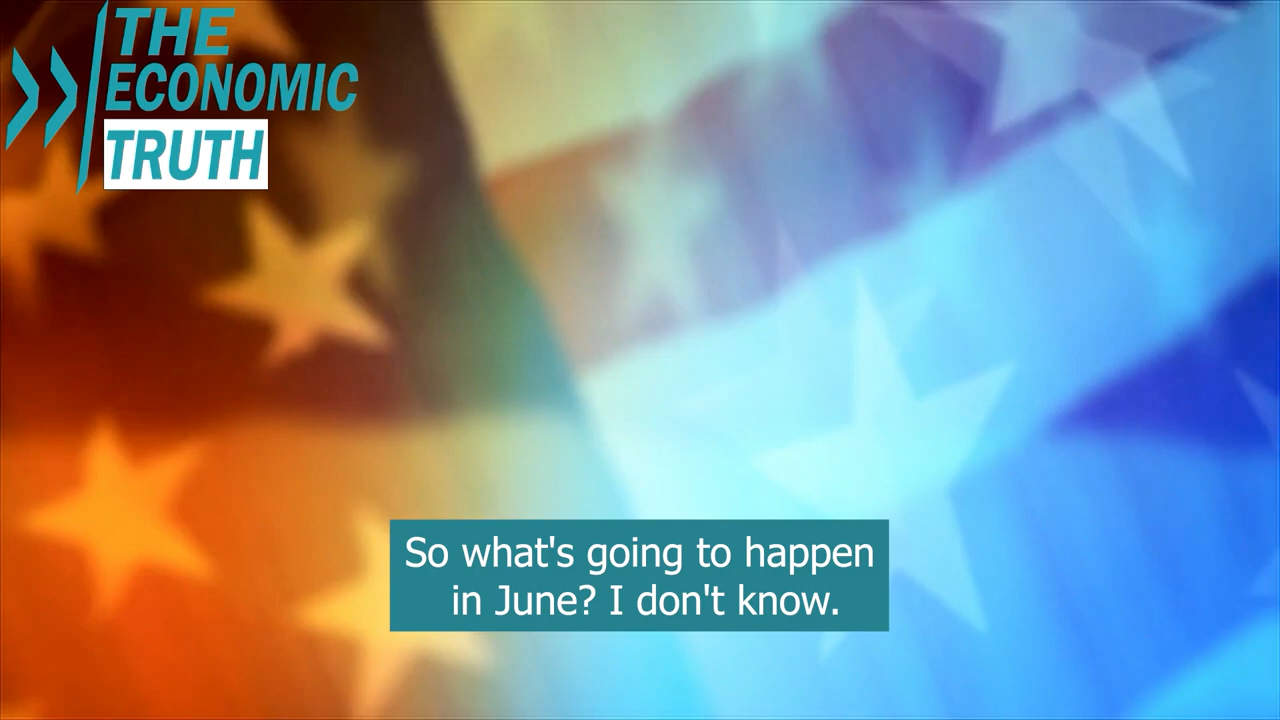 THE
ECONOMIC
TRUTH
So what's going to happen
in June? I don't know.